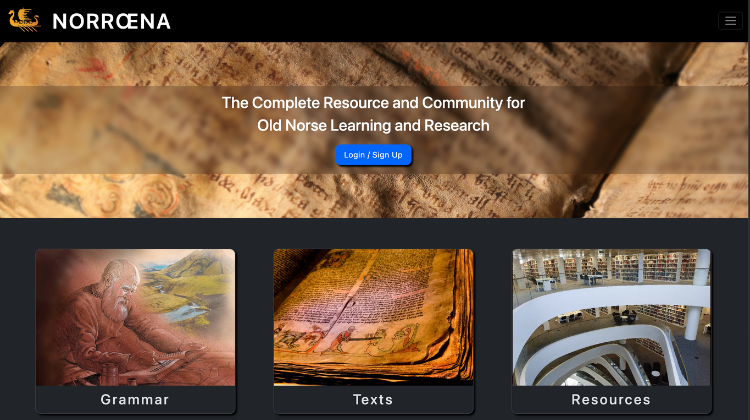 NORRŒNA
The Complete Resource and Community for
Old Norse Learning and Research
Login / Sign Up
Grammar
Texts
Resources